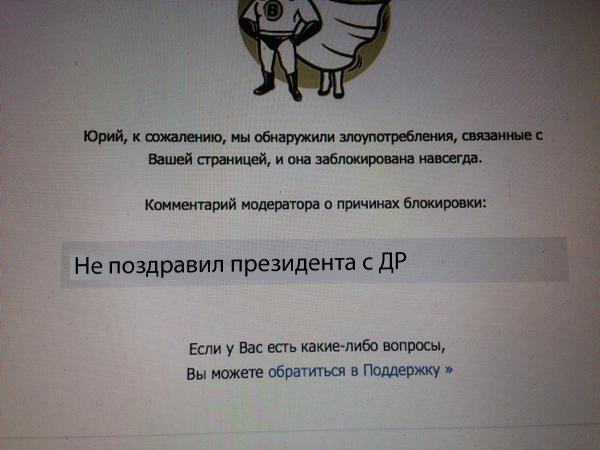 В
Юрий, к сожалению, мы обнаружили злоупотребления, связанные с
Вашей страницей, и она заблокирована навсегда.
Комментарий модератора о причинах блокировки:
Не поздравил президента с ДР
Если у Вас есть какие-либо вопросы,
Вы можете обратиться в Поддержку »